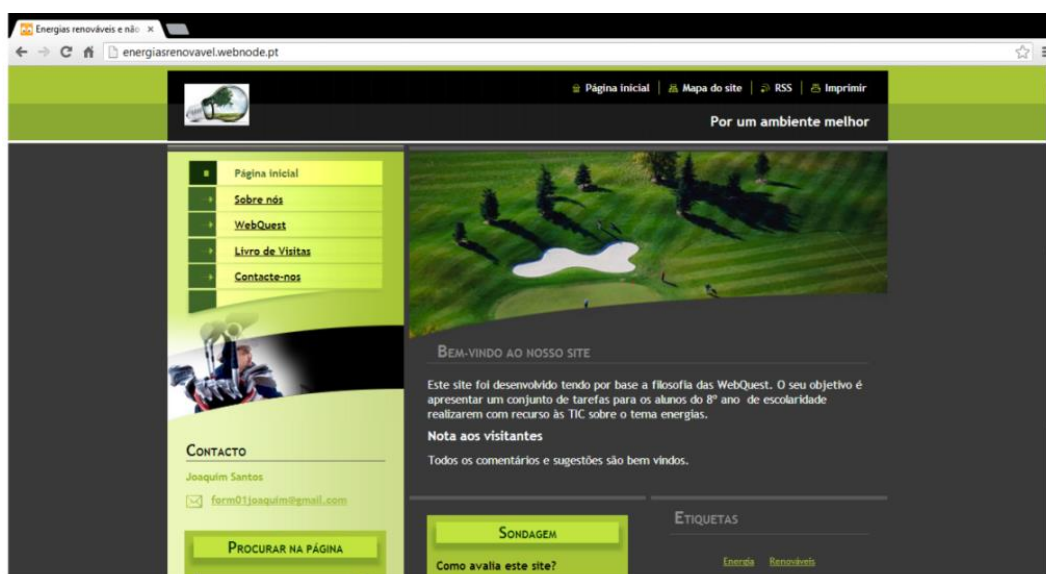 Energias renováveis e não
energiasrenovavel.webnode.pt
Página inicial
Mapa do site
RSS
Imprimir
Por um ambiente melhor
Página inicial
Sobre nós
WebQuest
Livro de Visitas
Contacte-nos
BEM-VINDO AO NOSSO SITE
Este site foi desenvolvido tendo por base a filosofia das WebQuest. O seu objetivo é
apresentar um conjunto de tarefas para os alunos do 8º ano de escolaridade
realizarem com recurso às TIC sobre o tema energias.
Nota aos visitantes
Todos os comentários e sugestões são bem vindos.
CONTACTO
Joaquim Santos
form01joaquim@gmail.com
PROCURAR NA PÁGINA
SONDAGEM
Como avalia este site?
ETIQUETAS
Energia Renováveis